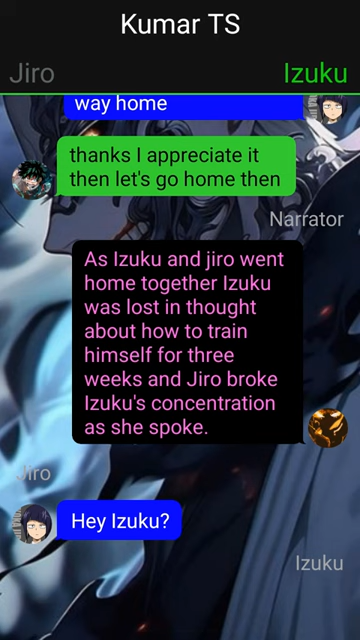 Kumar TS
Jiro
Izuku
way home
thanks I appreciate it
then let's go home then
Narrator
As Izuku and jiro went
home together Izuku
was lost in thought
about how to train
himself for three
weeks and Jiro broke
Izuku's concentration
as she spoke.
Jiro
Hey Izuku?
Izuku